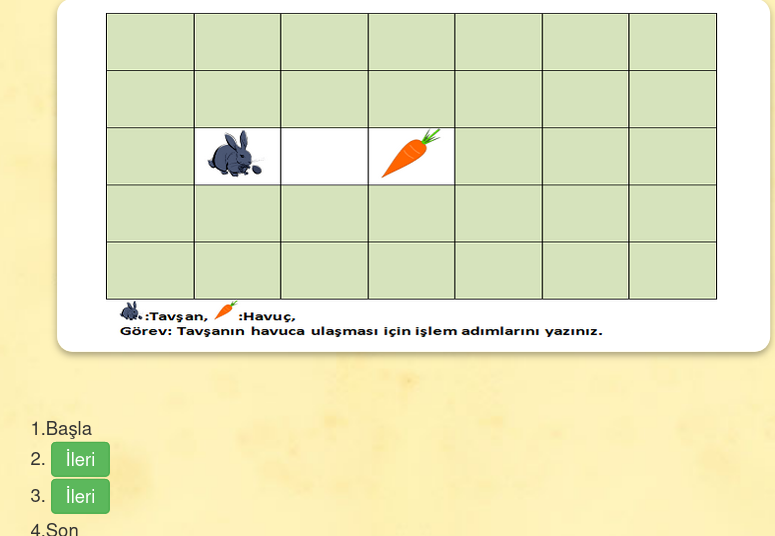 :Tavşan, :Havuç,
Görev: Tavşanın havuca ulaşması için işlem adımlarını yazınız.
1.Başla
2. İleri
3. İleri
4.Son